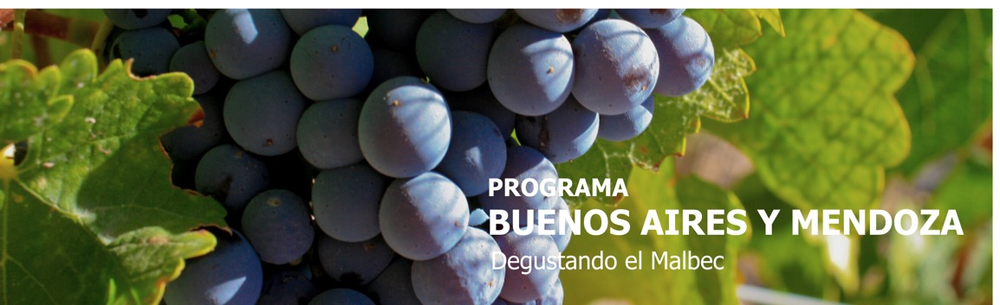 PROGRAMA
BUENOS AIRES Y MENDOZA
Degustando el Malbec